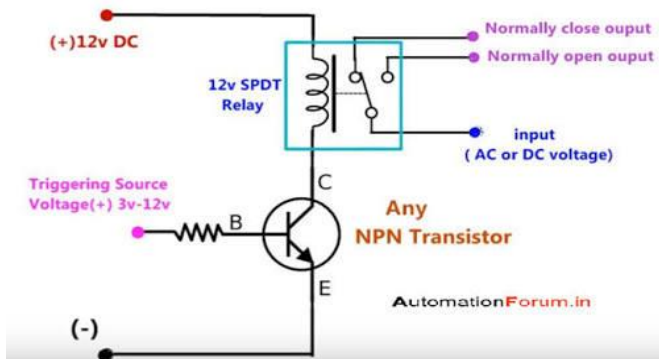 Normally close ouput
(+)12v DC
Normally open ouput
12v SPDT
Relay
input
( AC or DC voltage)
C
Triggering Source
Voltage(+) 3v-12v
B
Any
NPN Transistor
E
AutomationForum.in
(-)